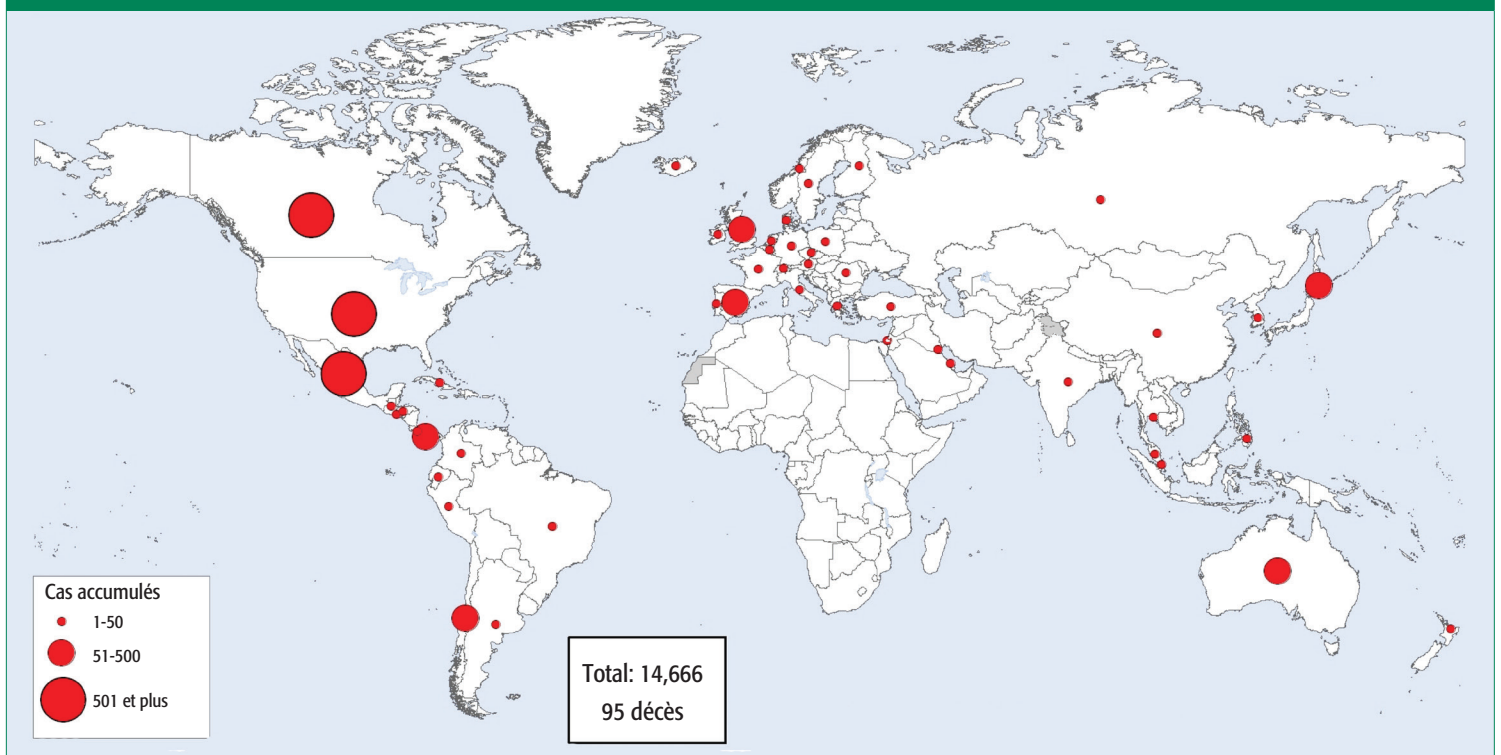 Cas accumulés
1-50
51-500
501 et plus
Total: 14,666
95 décès